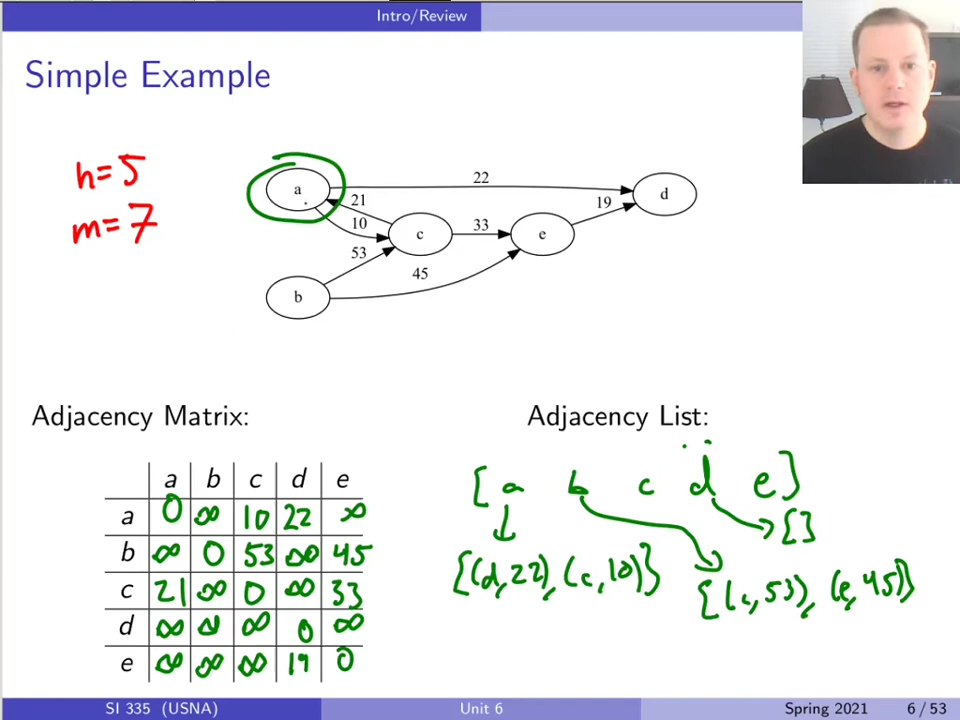 Intro/Review
Simple Example
n=5
m=7
a
22
d
21
10
c
33
e
19
53
45
b
Adjacency Matrix:
Adjacency List:
a b c d e
a 0 ∞ 10 22 ∞
b ∞ 0 53 ∞ 45
c 21 ∞ 0 ∞ 33
d ∞ ∞ ∞ 0 ∞
e ∞ ∞ ∞ 19 0
[a b c d e]
[]
[(d,22), (c,10)]
[(c,53), (e,45)]
SI 335 (USNA) Unit 6 Spring 2021 6 / 53